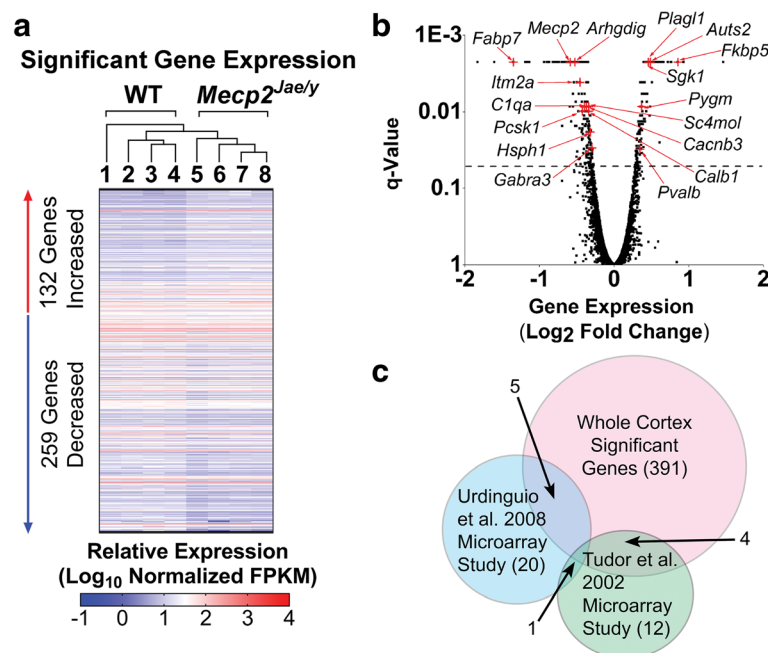 a
Significant Gene Expression
WT Mecp2^Jae/y
1 2 3 4 5 6 7 8
132 Genes
Increased
259 Genes
Decreased
Relative Expression
(Log10 Normalized FPKM)
-1 0 1 2 3 4
b
1E-3
0.01
0.1
1
q-Value
Fabp7
Mecp2
Arhgdig
Plagl1
Auts2
Fkbp5
Sgk1
Itm2a
C1qa
Pcsk1
Hsph1
Gabra3
Pygm
Sc4mol
Cacnb3
Calb1
Pvalb
-2 -1 0 1 2
Gene Expression
(Log2 Fold Change)
c
5
Whole Cortex
Significant
Genes (391)
Urdinguio
et al. 2008
Microarray
Study (20)
4
Tudor et al.
2002
Microarray
Study (12)
1